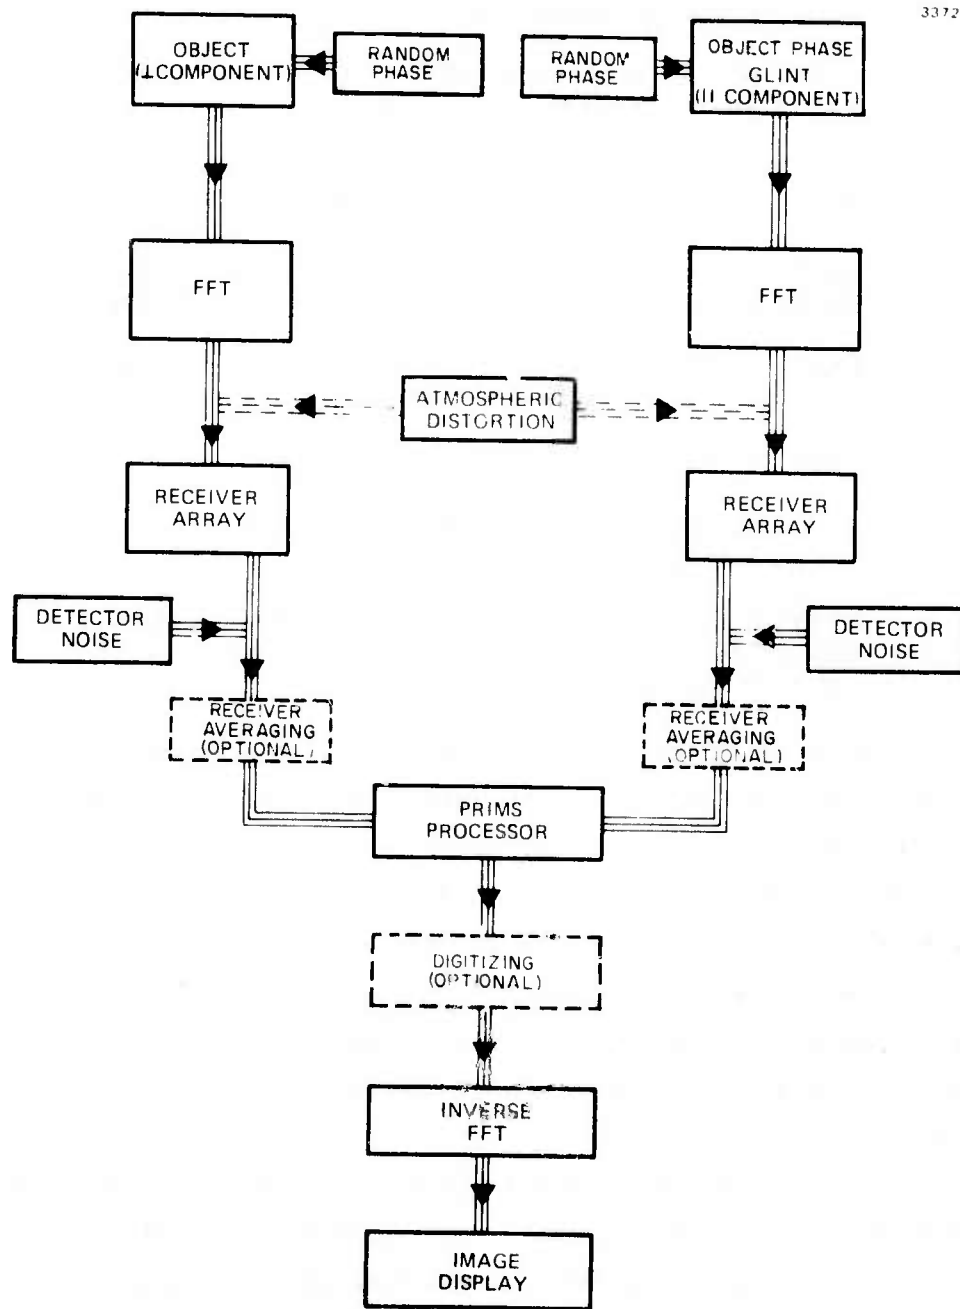 3372
OBJECT
(⊥COMPONENT)
RANDOM
PHASE
RANDOM
PHASE
OBJECT PHASE
GLINT
(II COMPONENT)
FFT
FFT
ATMOSPHERIC
DISTORTION
RECEIVER
ARRAY
RECEIVER
ARRAY
DETECTOR
NOISE
DETECTOR
NOISE
RECEIVER
AVERAGING
(OPTIONAL)
RECEIVER
AVERAGING
(OPTIONAL)
PRIMS
PROCESSOR
DIGITIZING
(OPTIONAL)
INVERSE
FFT
IMAGE
DISPLAY